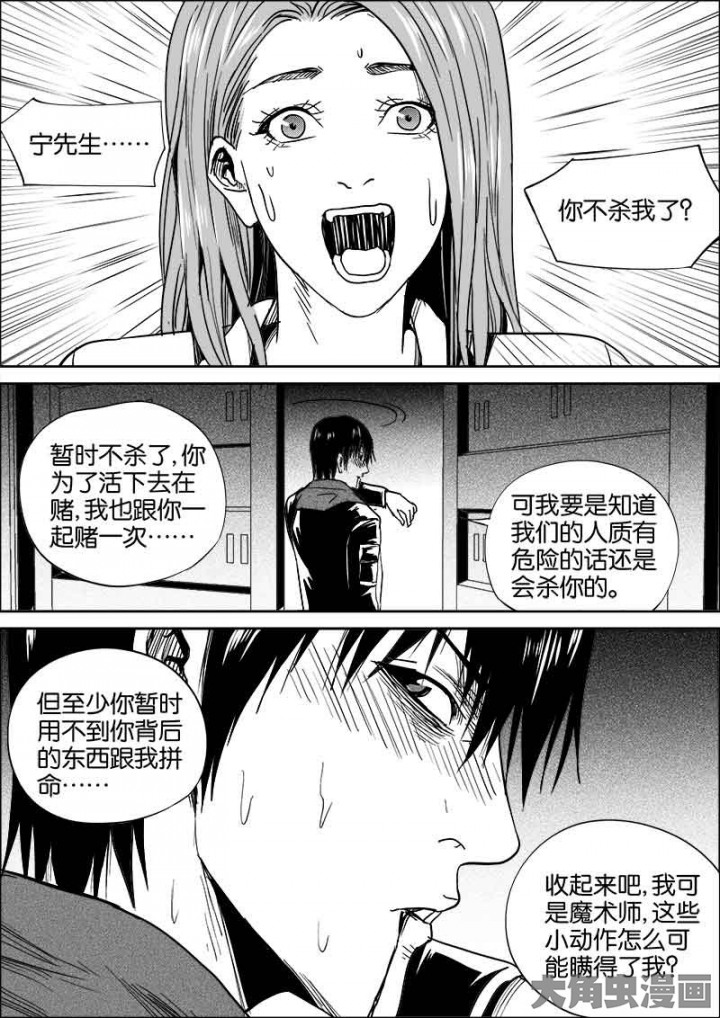 宁先生……
你不杀我了？
暂时不杀了，你
为了活下去在
赌，我也跟你一
起赌一次……
可我要是知道
我们的人质有
危险的话还是
会杀你的。
但至少你暂时
用不到你背后
的东西跟我拼
命……
收起来吧，我可
是魔术师，这些
小动作怎么可
能瞒得了我？
大角虫漫画